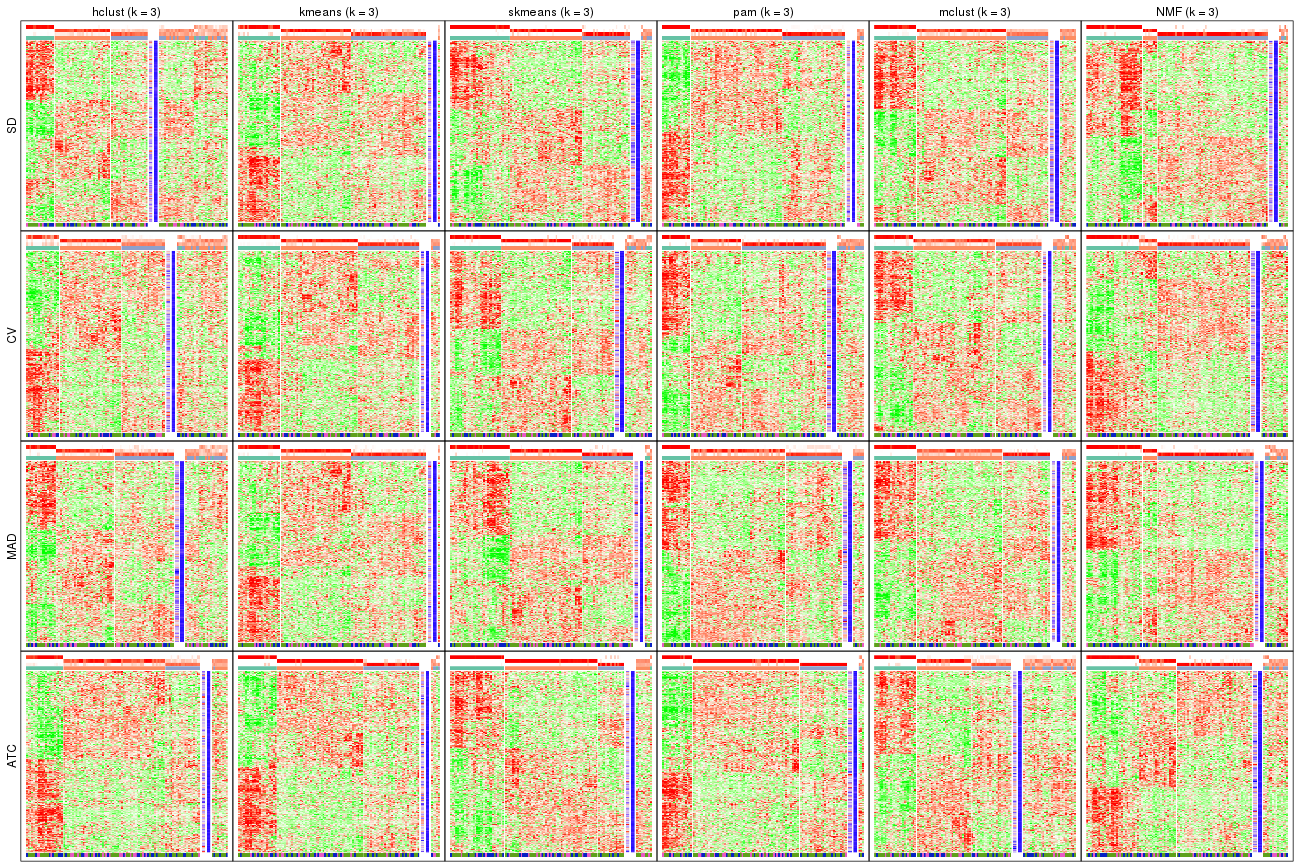 hclust (k = 3) kmeans (k = 3) skmeans (k = 3) pam (k = 3) mclust (k = 3) NMF (k = 3)
SD
CV
MAD
ATC